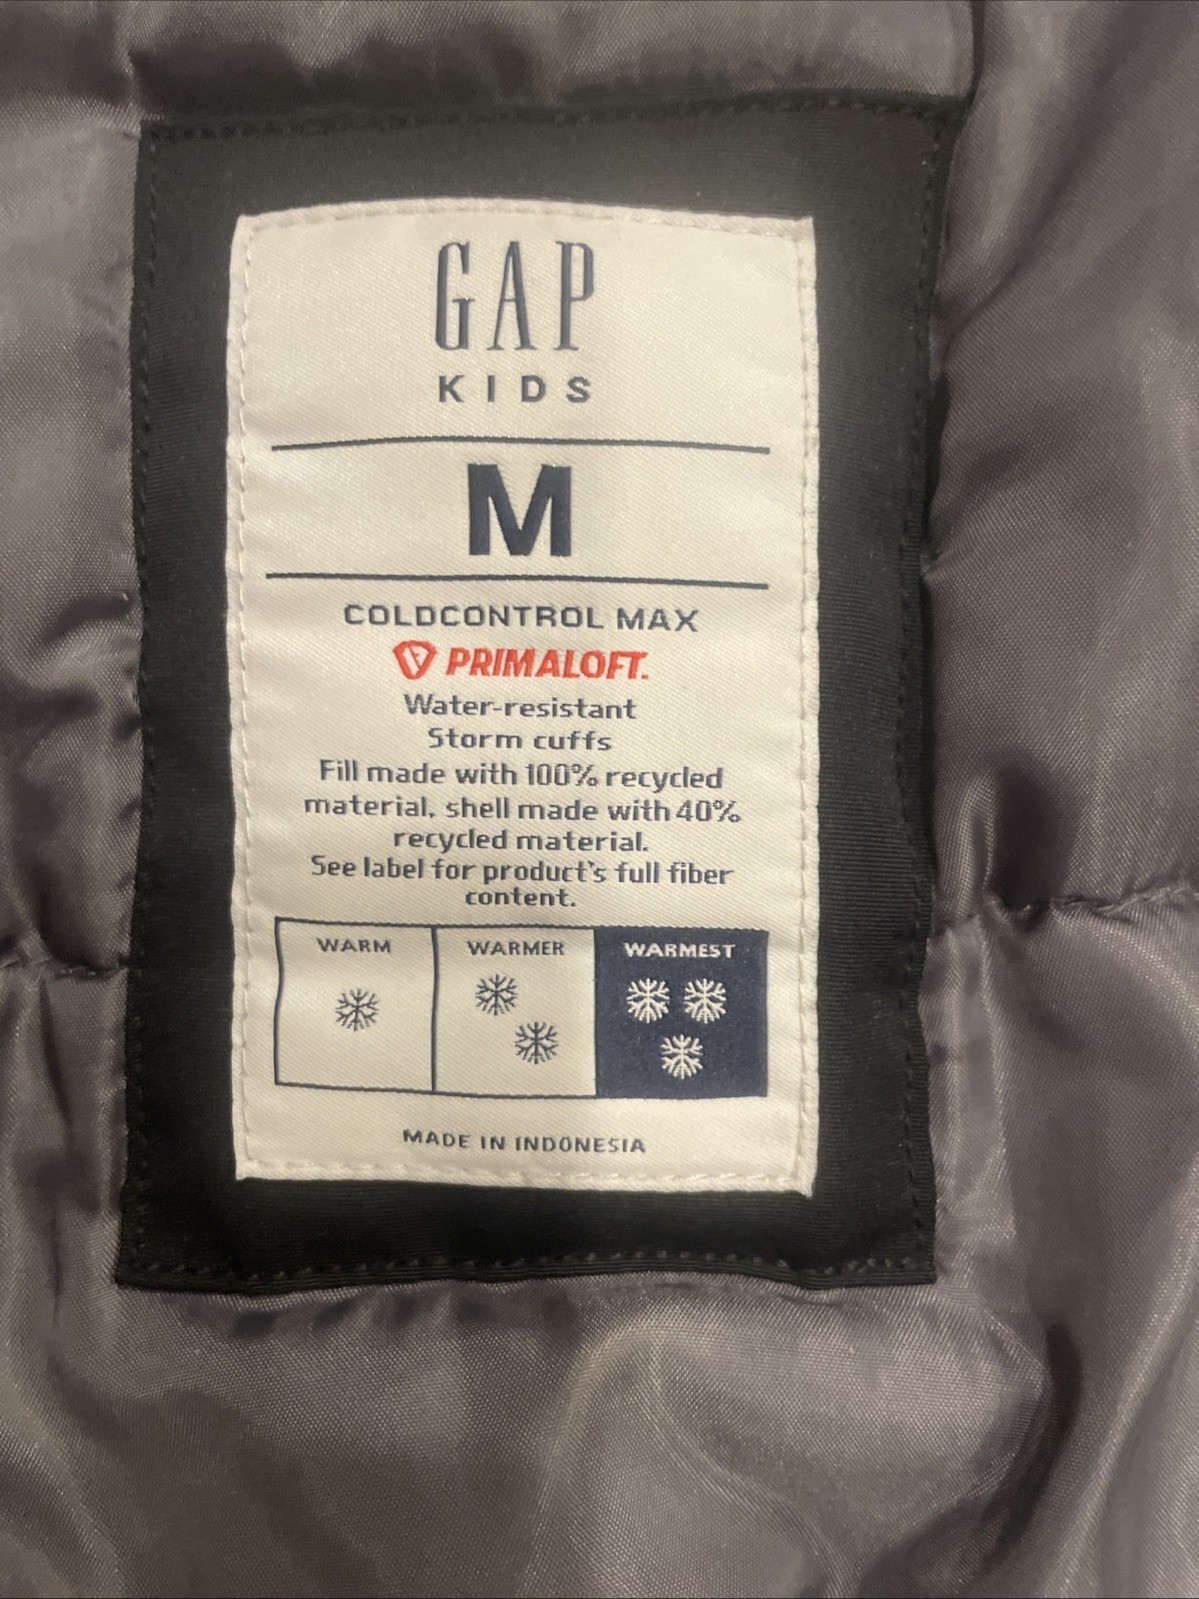 GAP
KIDS
M
COLDCONTROL MAX
PRIMALOFT.
Water-resistant
Storm cuffs
Fill made with 100% recycled
material, shell made with 40%
recycled material.
See label for product's full fiber
content.
WARM WARMER WARMEST
MADE IN INDONESIA